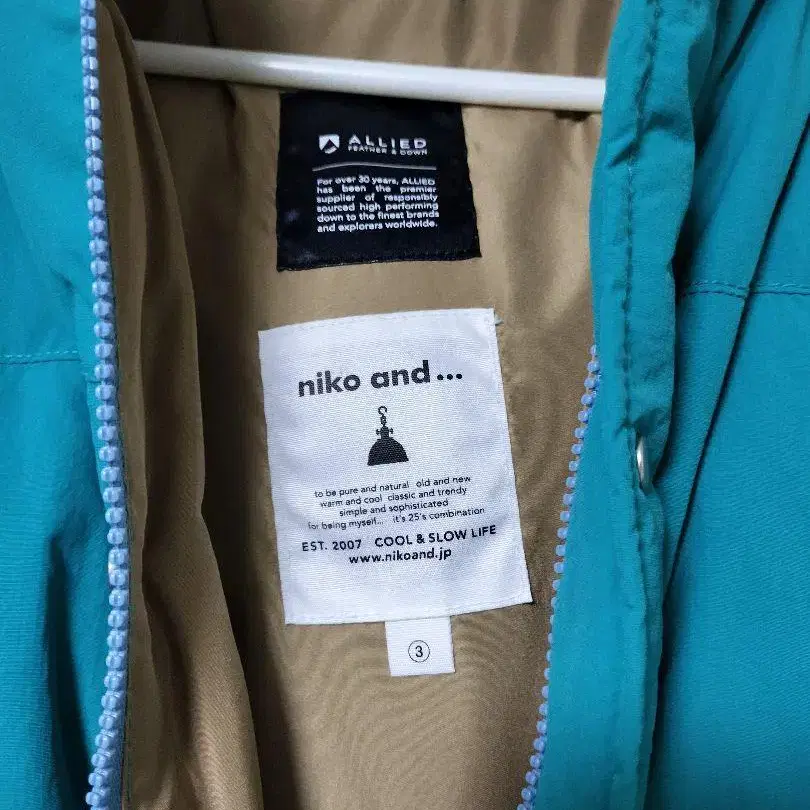 ALLIED
FEATHER & DOWN
For over 30 years, ALLIED
has been the premier
supplier of responsibly
sourced high performing
down to the finest brands
and explorers worldwide.
niko and...
to be pure and natural old and new
warm and cool classic and trendy
simple and sophisticated
for being myself... it's 25's combination
EST. 2007 COOL & SLOW LIFE
www.nikoand.jp
3